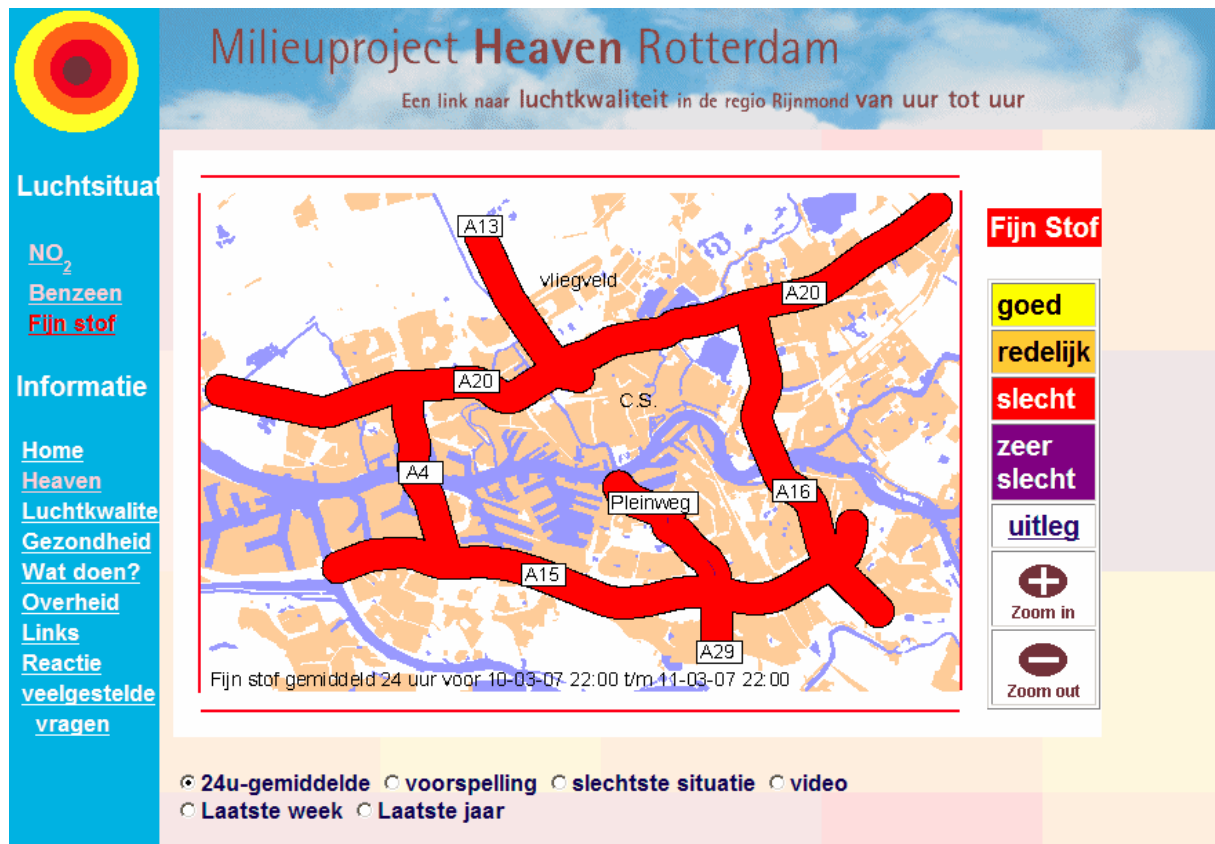 Milieuproject Heaven Rotterdam
Een link naar luchtkwaliteit in de regio Rijnmond van uur tot uur
Luchtsituat
NO2
Benzeen
Fijn stof
Informatie
Home
Heaven
Luchtkwalite
Gezondheid
Wat doen?
Overheid
Links
Reactie
veelgestelde
vragen
A13
vliegveld
A20
A20
C.S.
A4
A16
Pleinweg
A15
A29
Fijn stof gemiddeld 24 uur voor 10-03-07 22:00 t/m 11-03-07 22:00
Fijn Stof
goed
redelijk
slecht
zeer
slecht
uitleg
Zoom in
Zoom out
24u-gemiddelde voorspelling slechtste situatie video
Laatste week Laatste jaar